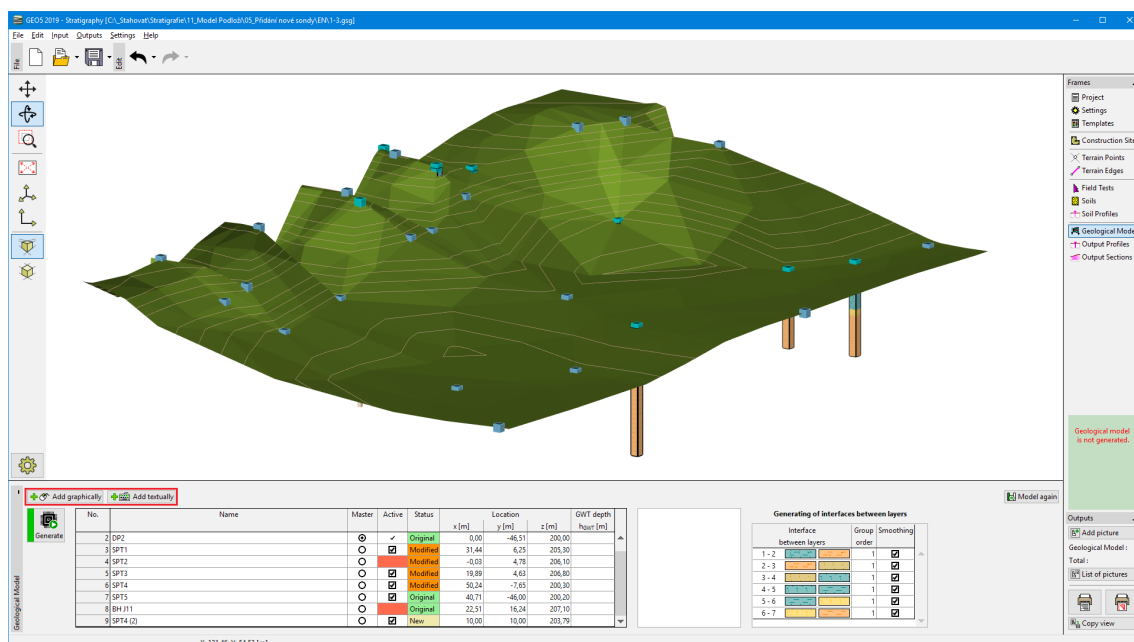 GEO5 2019 - Stratigraphy [C:\_Stahovat\Stratigrafie\11_Model Podloží\05_Přidání nové sondy\EN\1-3.gsg]
File Edit Input Outputs Settings Help
File
Edit
Frames
Project
Settings
Templates
Construction Site
Terrain Points
Terrain Edges
Field Tests
Soils
Soil Profiles
Geological Mode
Output Profiles
Output Sections
Geological model
is not generated.
Add graphically Add textually
Model again
Generate
Geological Model
No. Name Master Active Status Location GWT depth
x [m] y [m] z [m] hGWT [m]
2 DP2 Original 0,00 -46,51 200,00
3 SPT1 Modified 31,44 6,25 205,30
4 SPT2 Modified -0,03 4,78 206,10
5 SPT3 Modified 19,89 4,63 206,80
6 SPT4 Modified 50,24 -7,65 200,30
7 SPT5 Original 40,71 -46,00 200,20
8 BH J11 Original 22,51 16,24 207,10
9 SPT4 (2) New 10,00 10,00 203,79
Generating of interfaces between layers
Interface Group Smoothing
between layers order
1 - 2 1
2 - 3 1
3 - 4 1
4 - 5 1
5 - 6 1
6 - 7 1
Outputs
Add picture
Geological Model :
Total :
List of pictures
Copy view